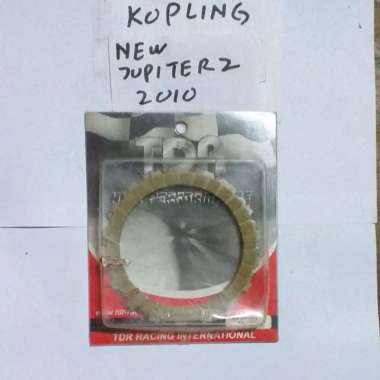 KOPLING
NEW
JUPITER Z
2010
TDR
TDR RACING INTERNATIONAL